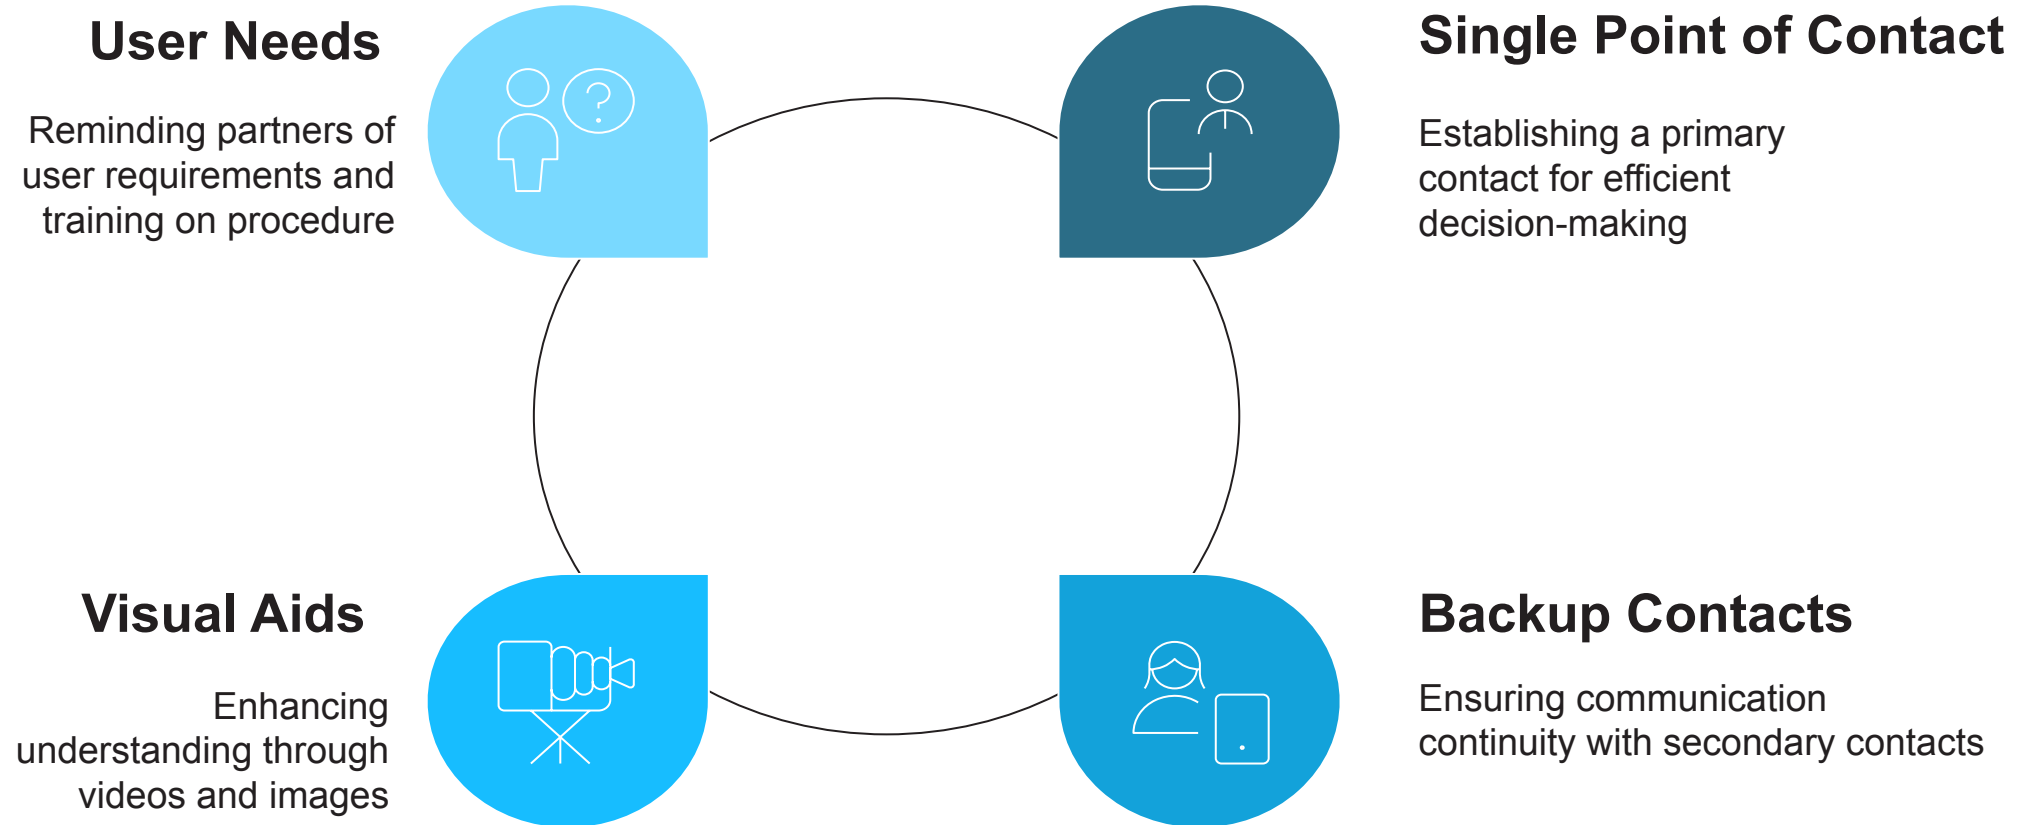 User Needs
Reminding partners of
user requirements and
training on procedure
Single Point of Contact
Establishing a primary
contact for efficient
decision-making
Visual Aids
Enhancing
understanding through
videos and images
Backup Contacts
Ensuring communication
continuity with secondary contacts
?